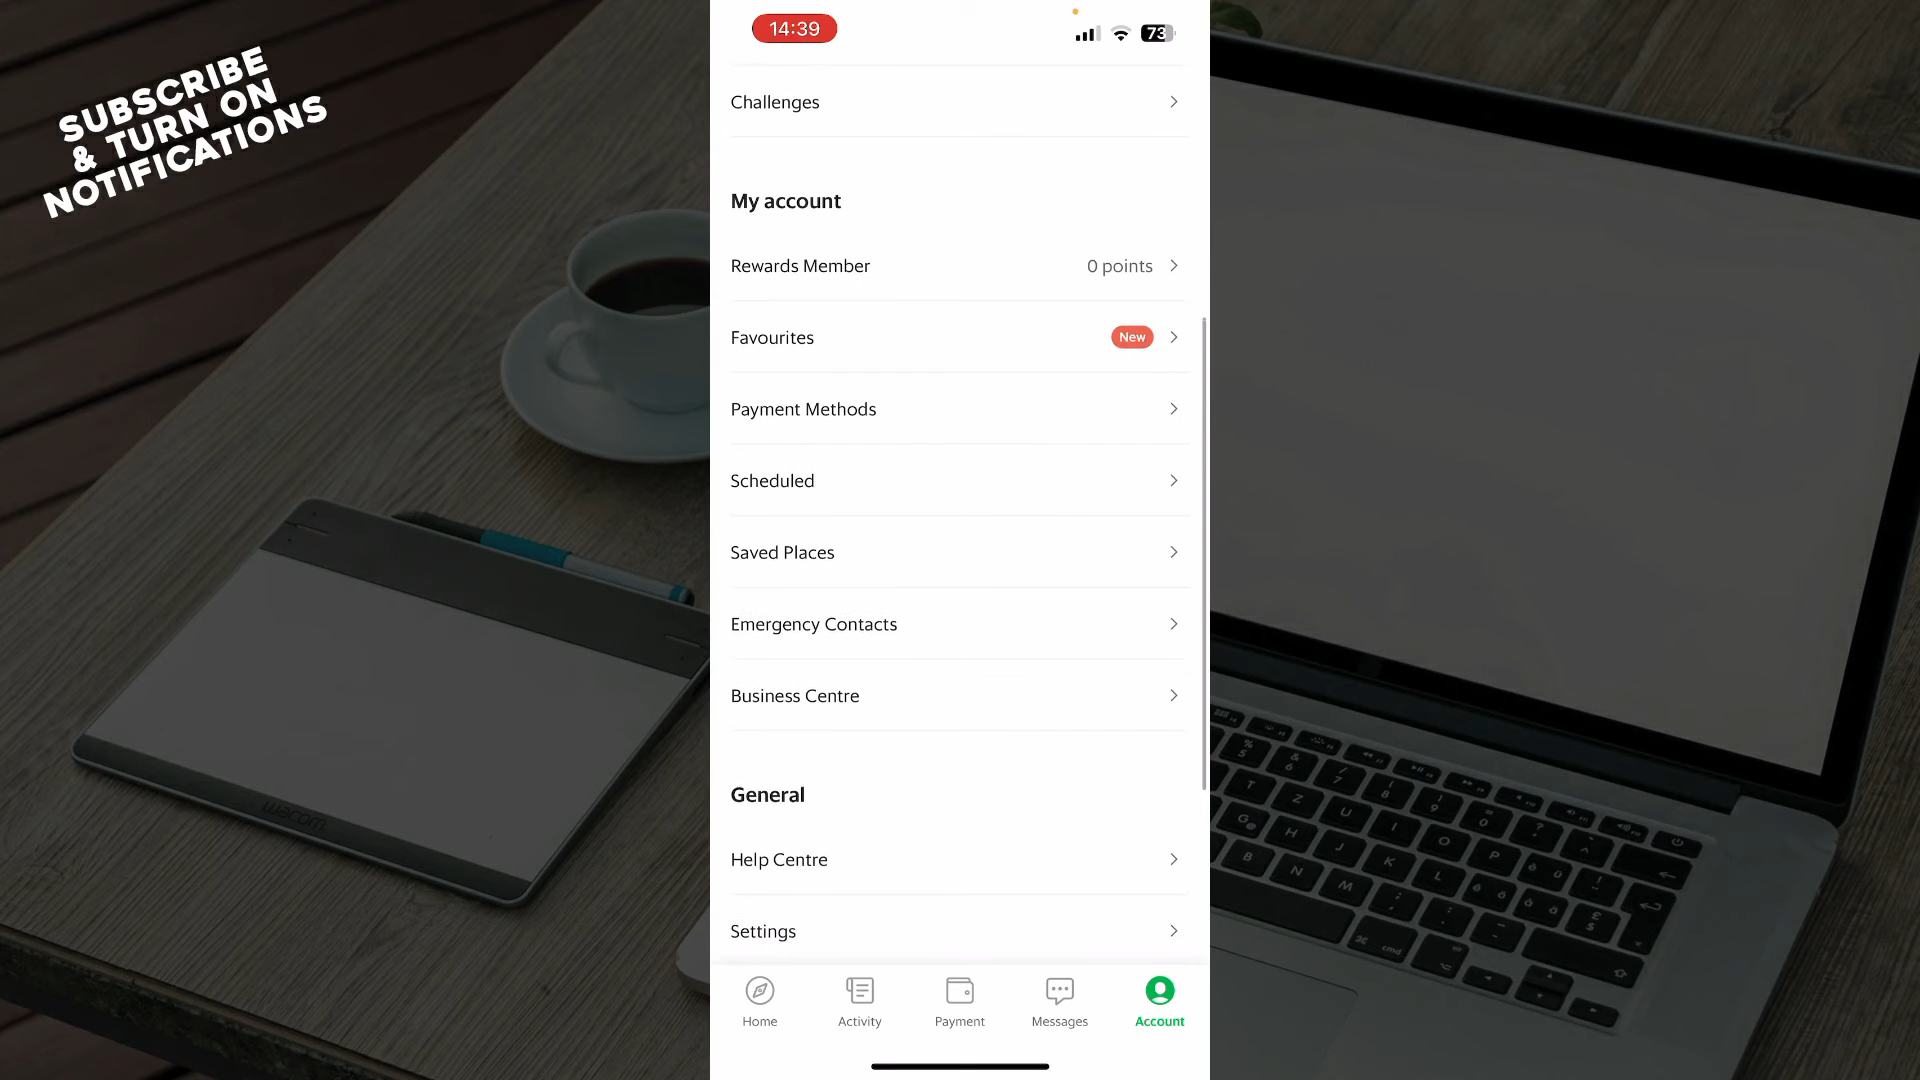 SUBSCRIBE
& TURN ON
NOTIFICATIONS
14:39
73
Challenges
My account
Rewards Member 0 points
Favourites New
Payment Methods
Scheduled
Saved Places
Emergency Contacts
Business Centre
General
Help Centre
Settings
Home Activity Payment Messages Account
wacom